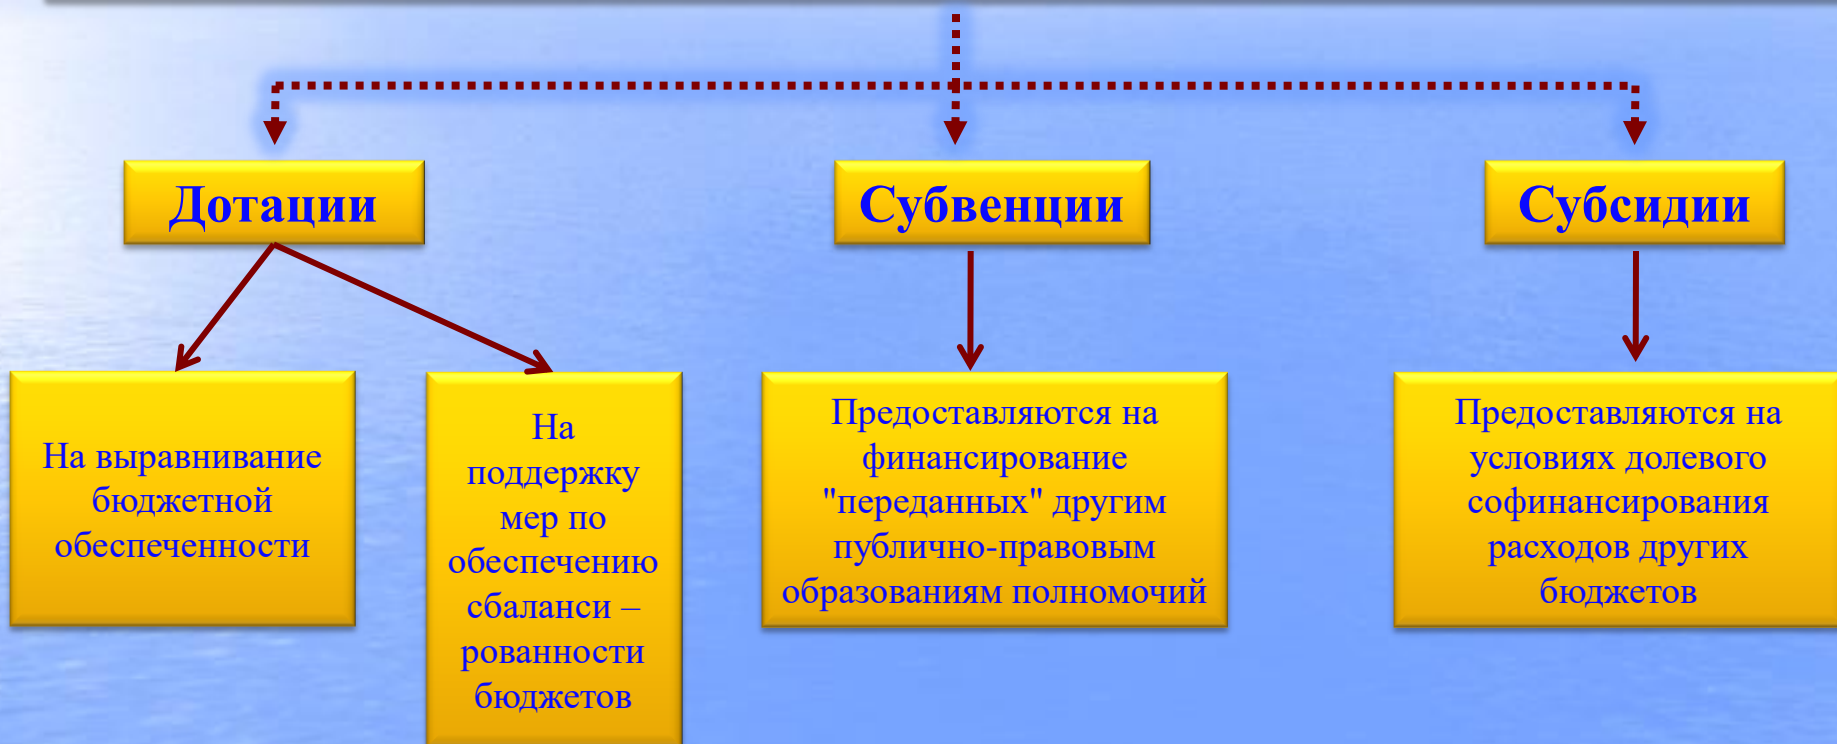 Дотации
Субвенции
Субсидии
На выравнивание
бюджетной
обеспеченности
На
поддержку
мер по
обеспечению
сбаланси –
рованности
бюджетов
Предоставляются на
финансирование
"переданных" другим
публично-правовым
образованиям полномочий
Предоставляются на
условиях долевого
софинансирования
расходов других
бюджетов